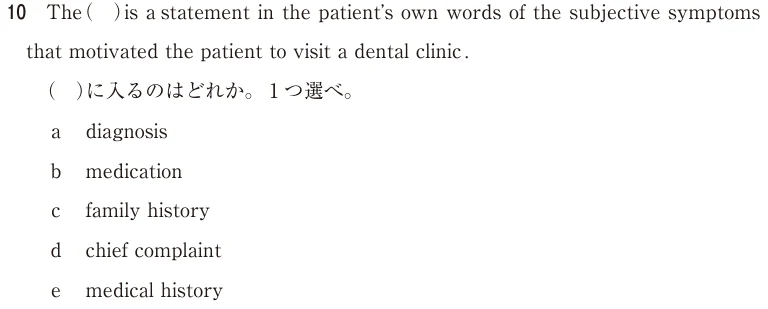 10 The ( ) is a statement in the patient's own words of the subjective symptoms
that motivated the patient to visit a dental clinic.
( )に入るのはどれか。1つ選べ。
a diagnosis
b medication
c family history
d chief complaint
e medical history